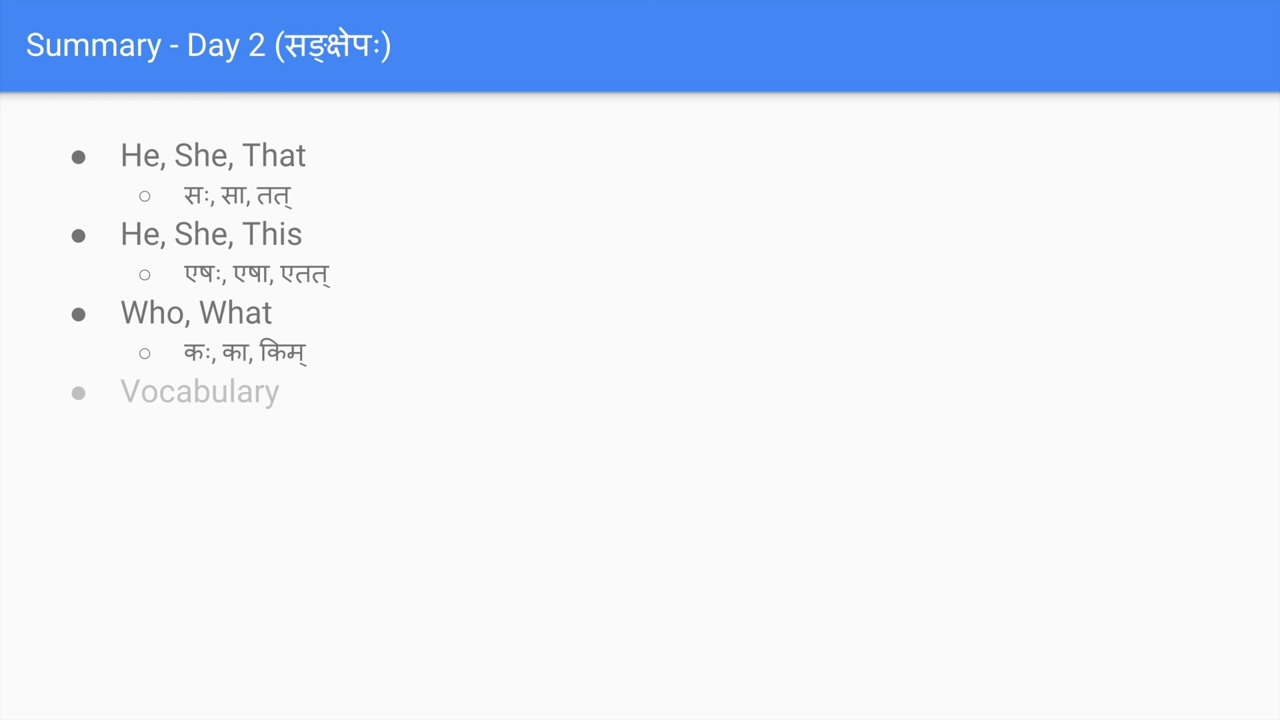 Summary - Day 2 (सङ्क्षेपः)
● He, She, That
○ सः, सा, तत्
● He, She, This
○ एषः, एषा, एतत्
● Who, What
○ कः, का, किम्
● Vocabulary